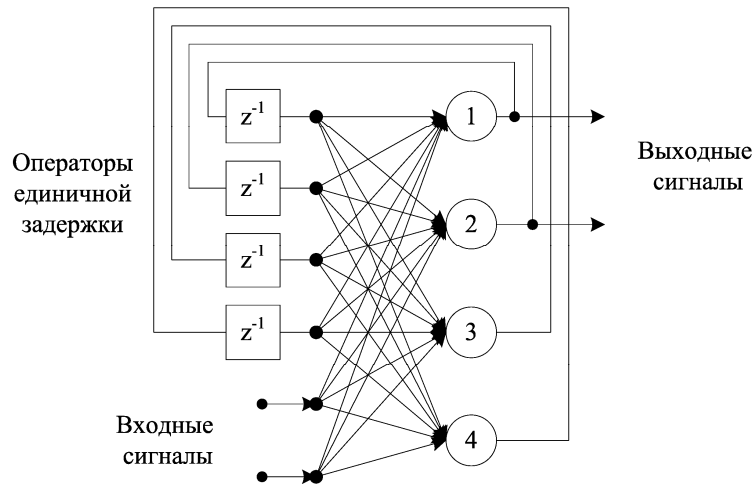 z-1
1
z-1
Операторы
единичной
задержки
2
Выходные
сигналы
z-1
z-1
3
Входные
сигналы
4